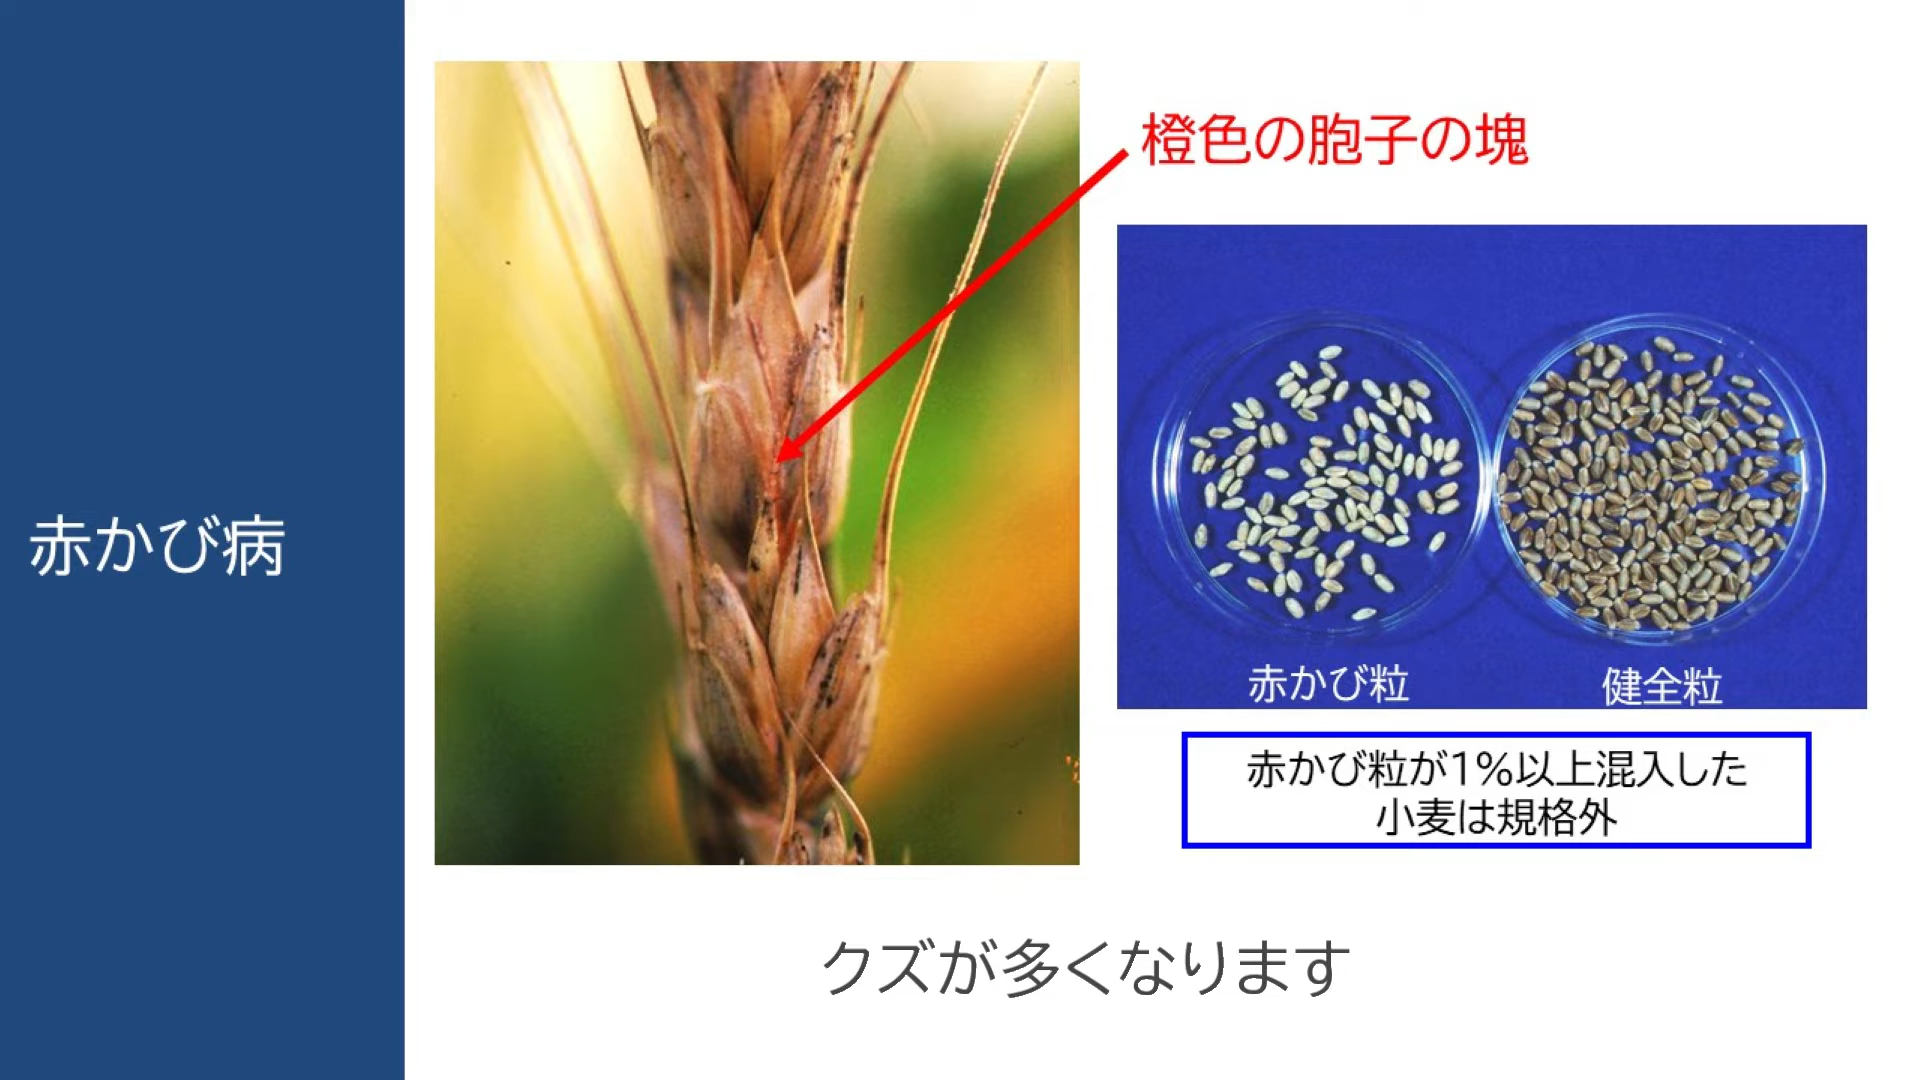 赤かび病
橙色の胞子の塊
赤かび粒
健全粒
赤かび粒が1%以上混入した
小麦は規格外
クズが多くなります